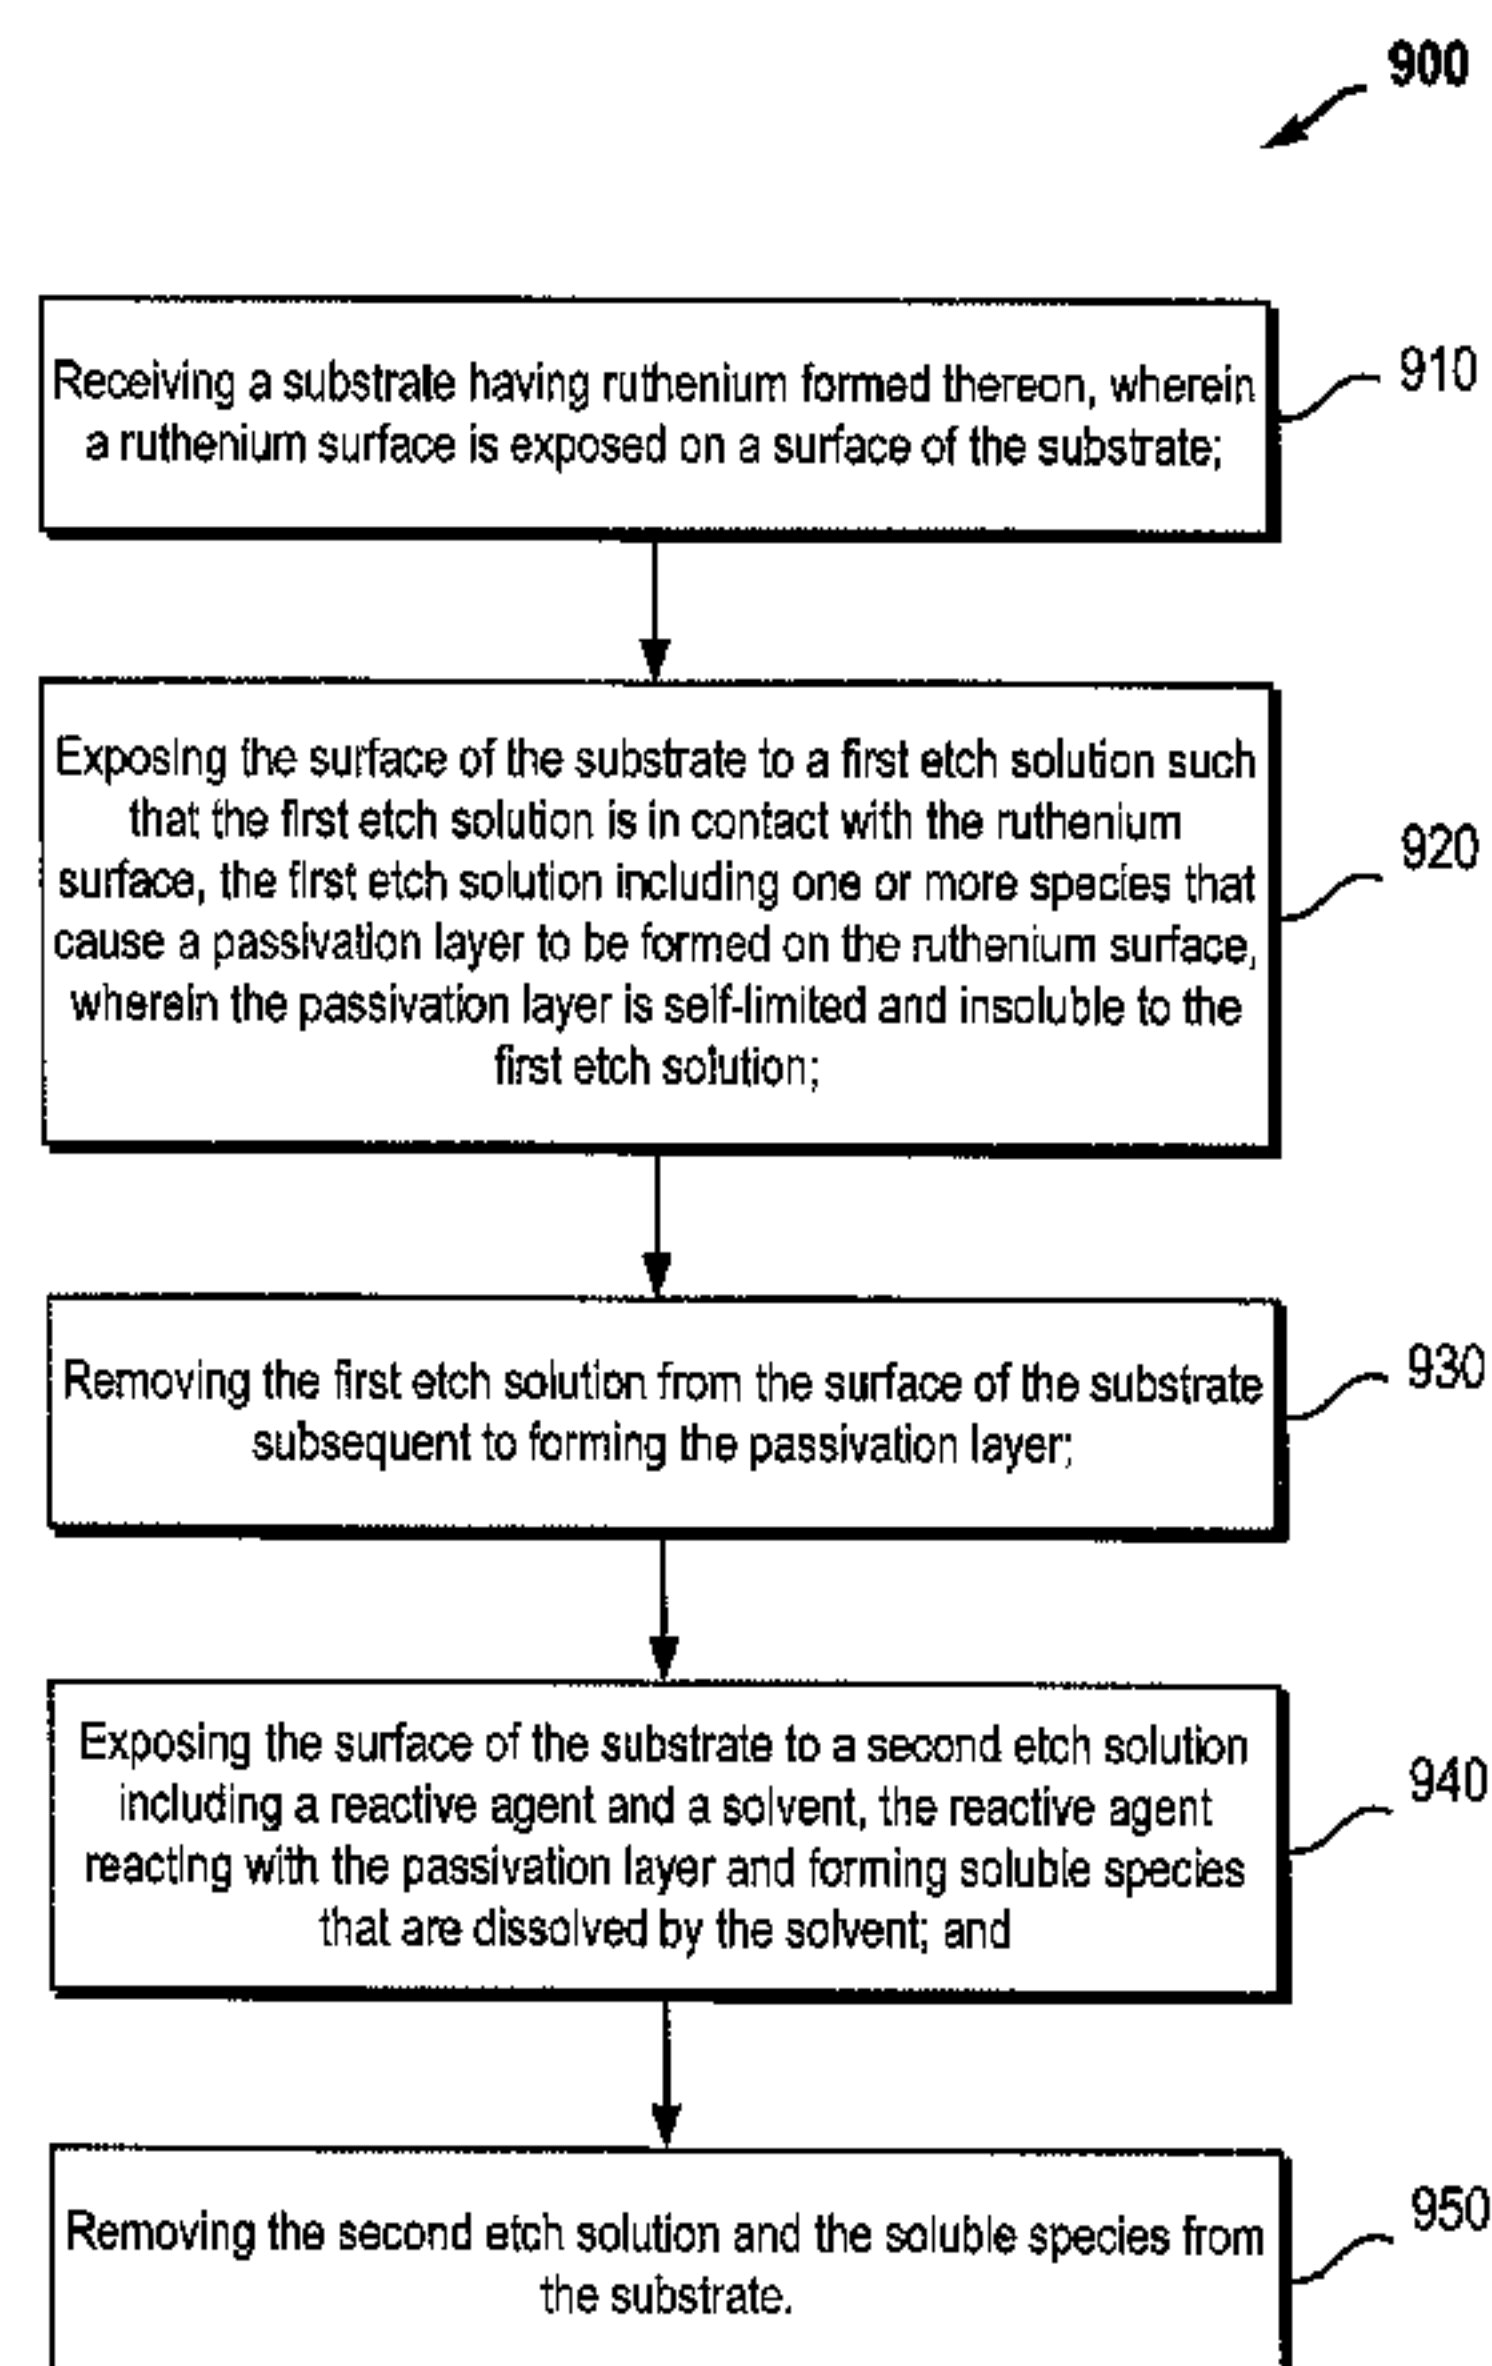 900
Receiving a substrate having ruthenium formed thereon, wherein
a ruthenium surface is exposed on a surface of the substrate;
910
Exposing the surface of the substrate to a first etch solution such
that the first etch solution is in contact with the ruthenium
surface, the first etch solution including one or more species that
cause a passivation layer to be formed on the ruthenium surface,
wherein the passivation layer is self-limited and insoluble to the
first etch solution;
920
Removing the first etch solution from the surface of the substrate
subsequent to forming the passivation layer;
930
Exposing the surface of the substrate to a second etch solution
including a reactive agent and a solvent, the reactive agent
reacting with the passivation layer and forming soluble species
that are dissolved by the solvent; and
940
Removing the second etch solution and the soluble species from
the substrate.
950